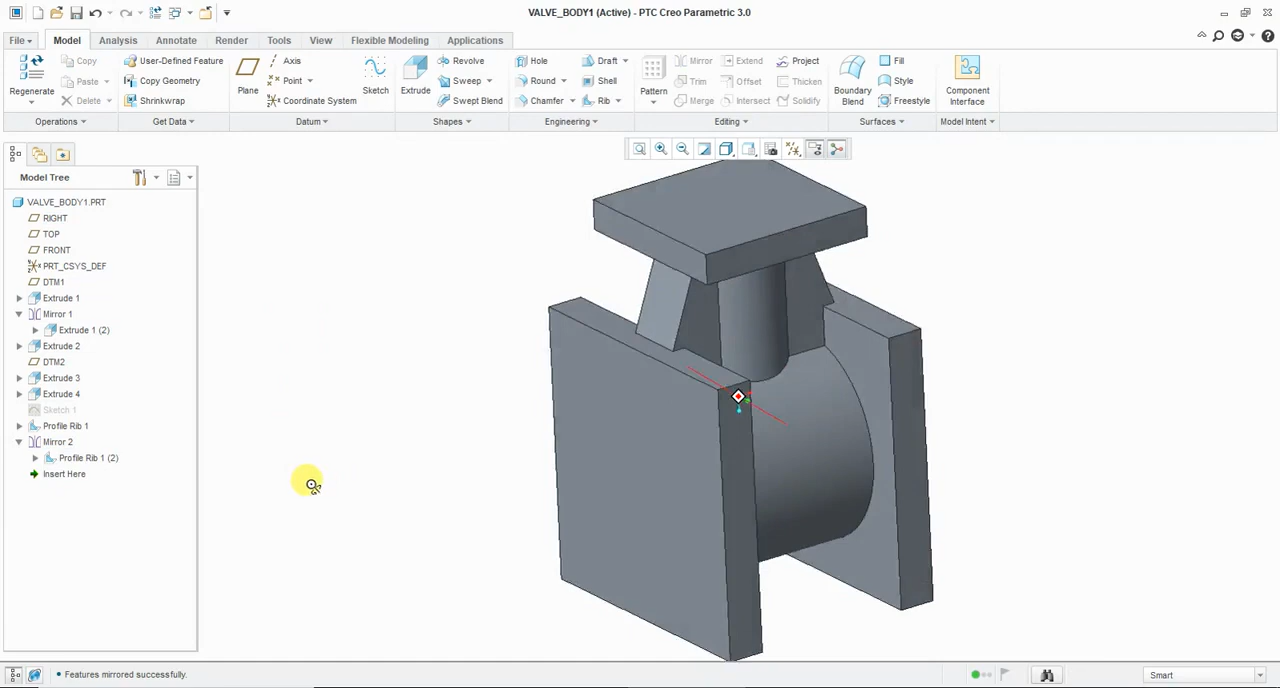 VALVE_BODY1 (Active) - PTC Creo Parametric 3.0
File Model Analysis Annotate Render Tools View Flexible Modeling Applications
Regenerate
Copy
Paste
Delete
Operations
User-Defined Feature
Copy Geometry
Shrinkwrap
Get Data
Plane
Axis
Point
Coordinate System
Datum
Sketch
Extrude
Revolve
Sweep
Swept Blend
Shapes
Hole
Round
Chamfer
Draft
Shell
Rib
Engineering
Pattern
Mirror
Trim
Merge
Extend
Offset
Intersect
Project
Thicken
Solidify
Editing
Boundary
Blend
Fill
Style
Freestyle
Surfaces
Component
Interface
Model Intent
Model Tree
VALVE_BODY1.PRT
RIGHT
TOP
FRONT
PRT_CSYS_DEF
DTM1
Extrude 1
Mirror 1
Extrude 1 (2)
Extrude 2
DTM2
Extrude 3
Extrude 4
Sketch 1
Profile Rib 1
Mirror 2
Profile Rib 1 (2)
Insert Here
Features mirrored successfully.
Smart